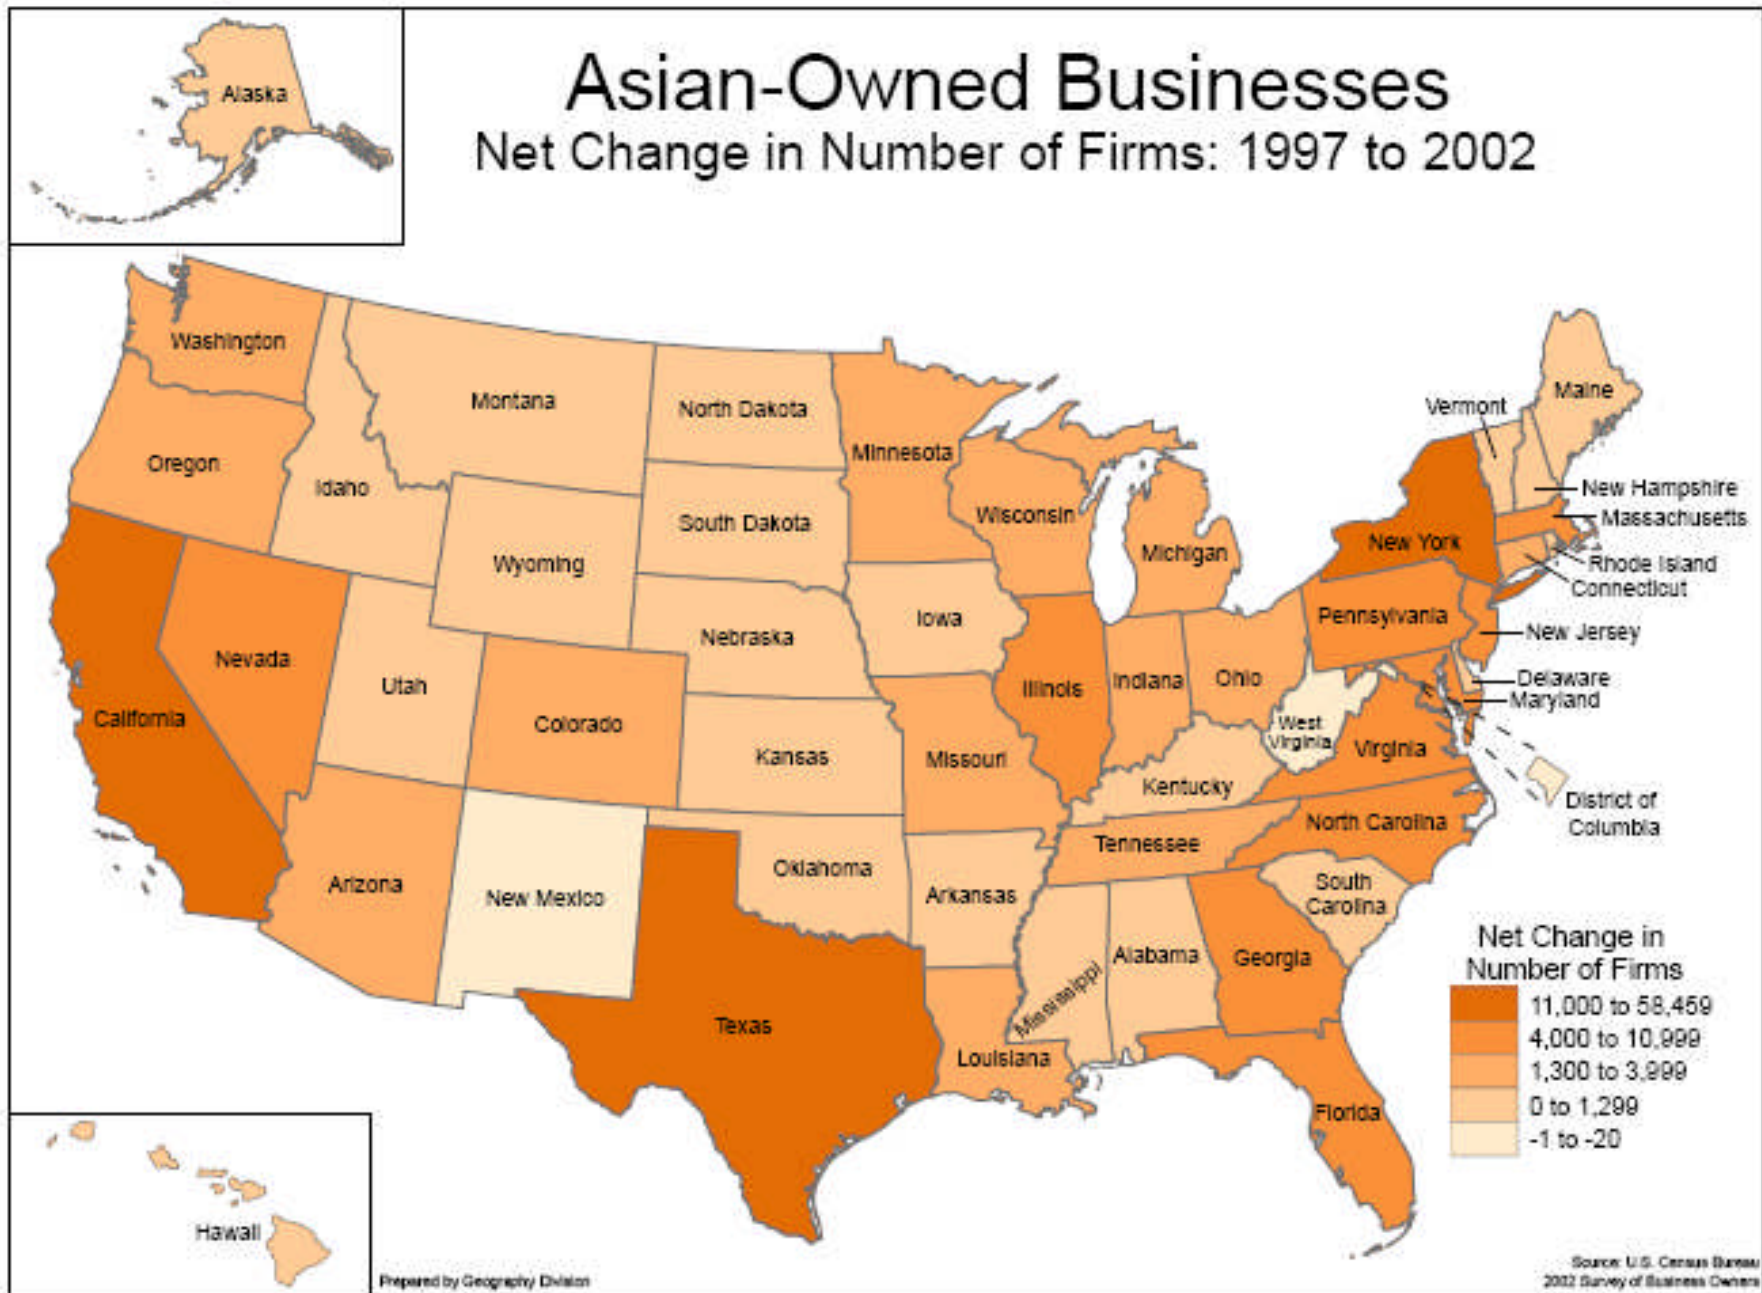 Asian-Owned Businesses
Net Change in Number of Firms: 1997 to 2002
Alaska
Washington
Montana
North Dakota
Minnesota
Maine
Vermont
Oregon
Idaho
New Hampshire
Massachusetts
South Dakota
Wisconsin
Michigan
New York
Wyoming
Rhode Island
Connecticut
Iowa
Pennsylvania
New Jersey
Nebraska
Nevada
Utah
Illinois
Indiana
Ohio
Delaware
Maryland
California
Colorado
West
Virginia
Virginia
Kansas
Missouri
Kentucky
District of
Columbia
North Carolina
Tennessee
Oklahoma
Arizona
New Mexico
Arkansas
South
Carolina
Mississippi
Alabama
Georgia
Texas
Louisiana
Florida
Net Change in
Number of Firms
11,000 to 58,459
4,000 to 10,999
1,300 to 3,999
0 to 1,299
-1 to -20
Hawaii
Prepared by Geography Division
Source: U.S. Census Bureau
2002 Survey of Business Owners